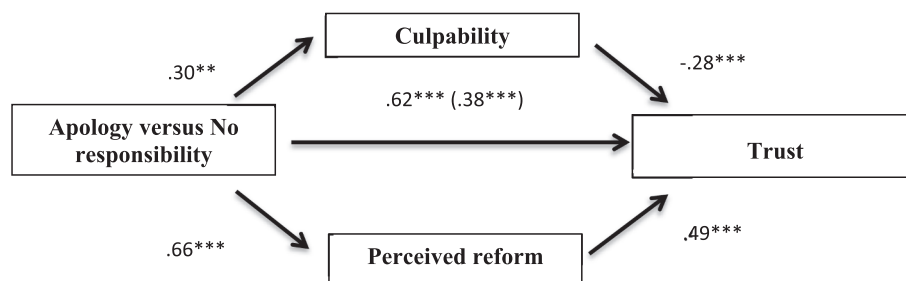 Culpability
.30**
-.28***
.62*** (.38***)
Apology versus No
responsibility
Trust
.66***
Perceived reform
.49***